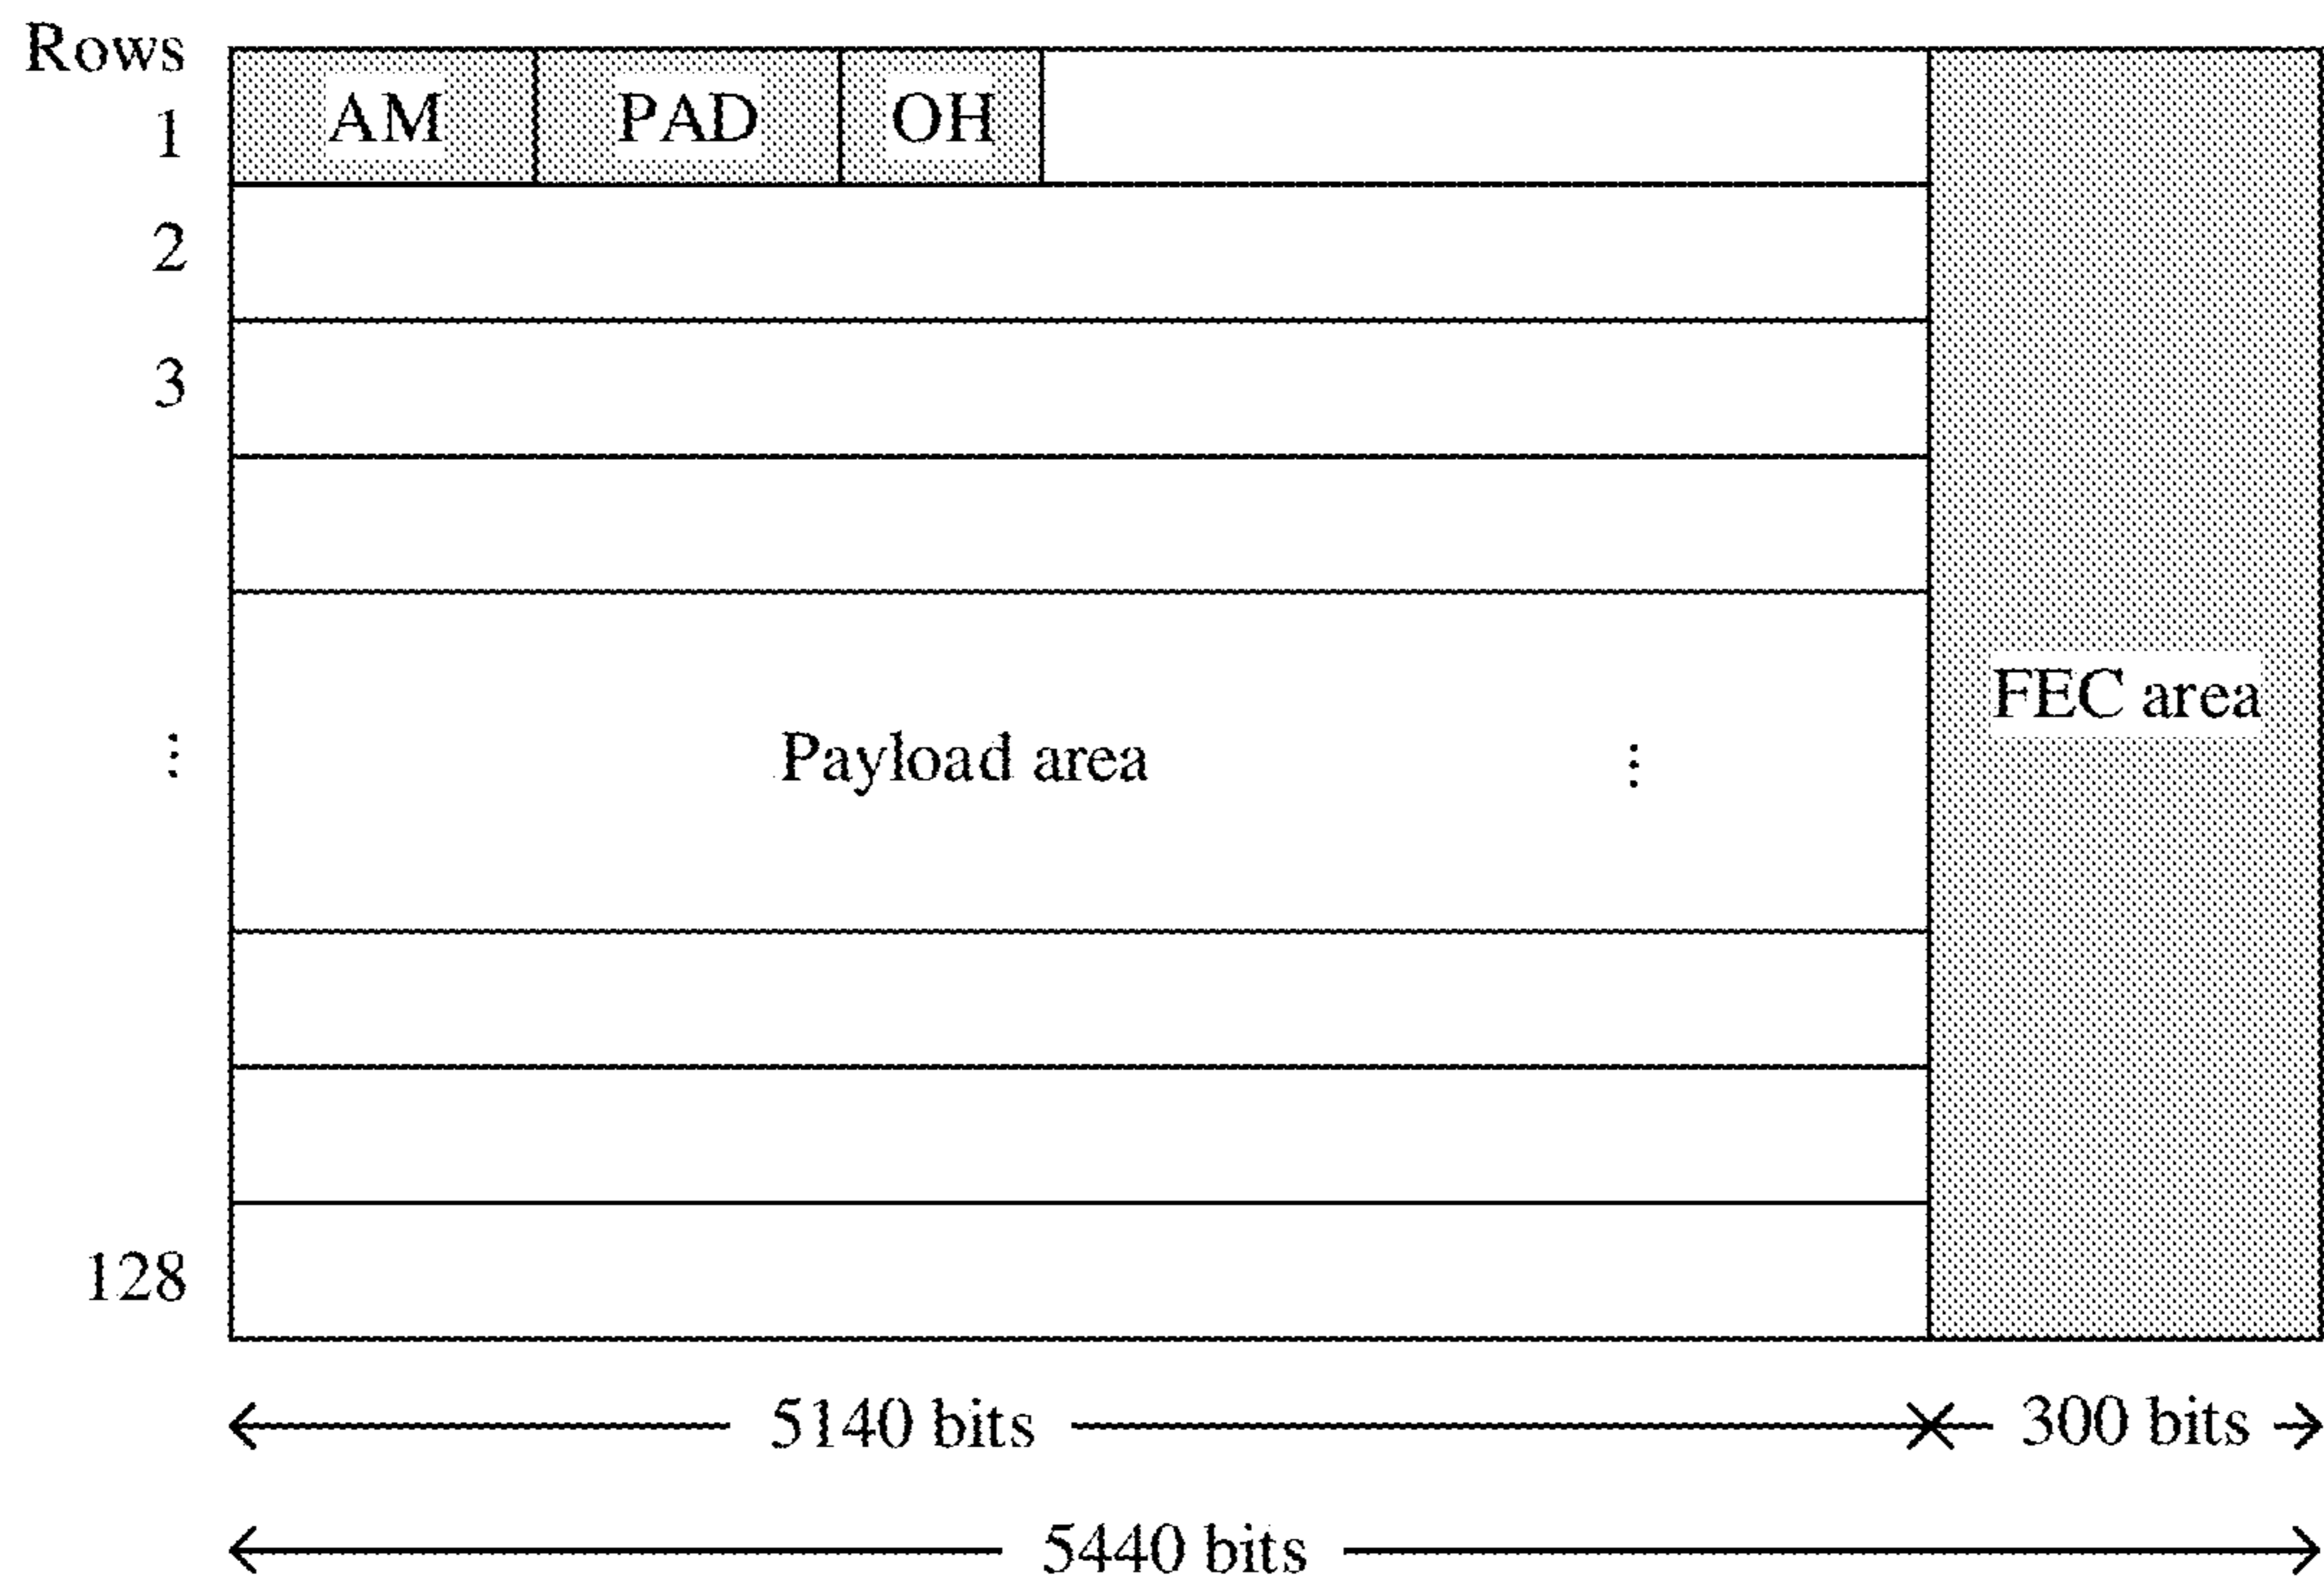 Rows
1 AM PAD OH
2
3
FEC area
⋮ Payload area ⋮
128
5140 bits 300 bits
5440 bits